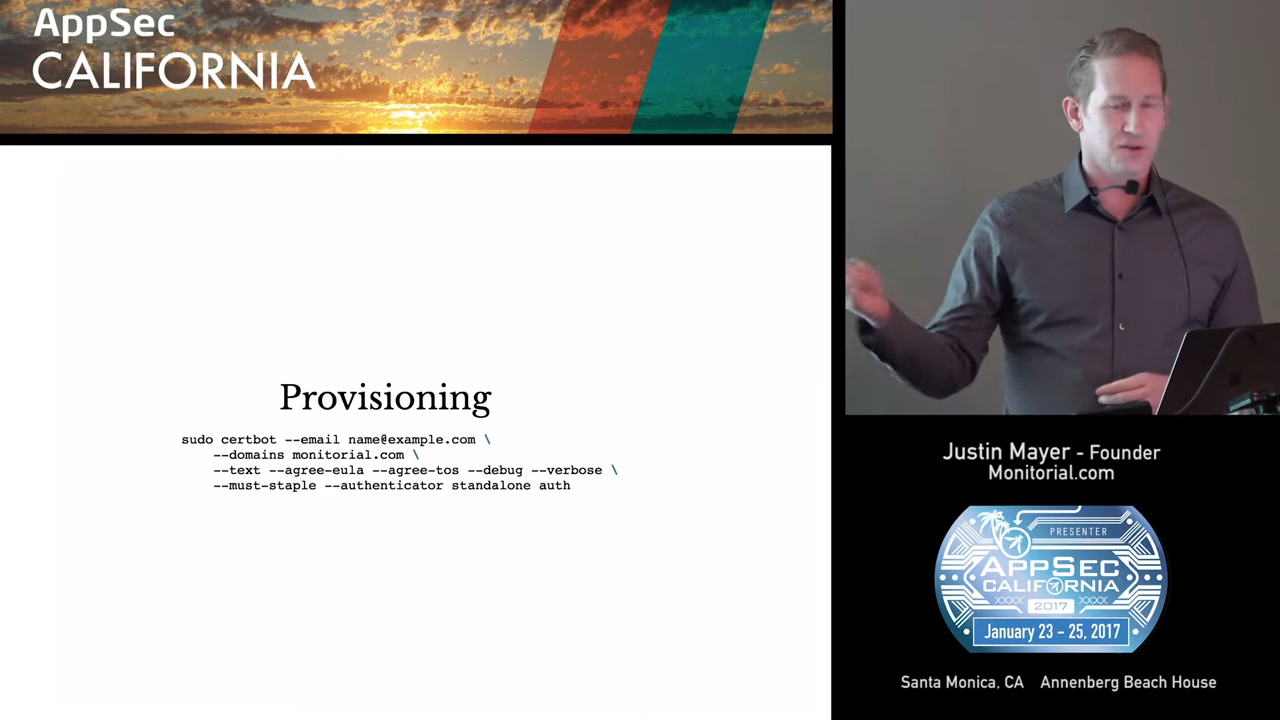 AppSec
CALIFORNIA
Provisioning
sudo certbot --email name@example.com \
--domains monitorial.com \
--text --agree-eula --agree-tos --debug --verbose \
--must-staple --authenticator standalone auth
Justin Mayer - Founder
Monitorial.com
PRESENTER
APPSEC
CALIFORNIA
2017
January 23 - 25, 2017
Santa Monica, CA Annenberg Beach House